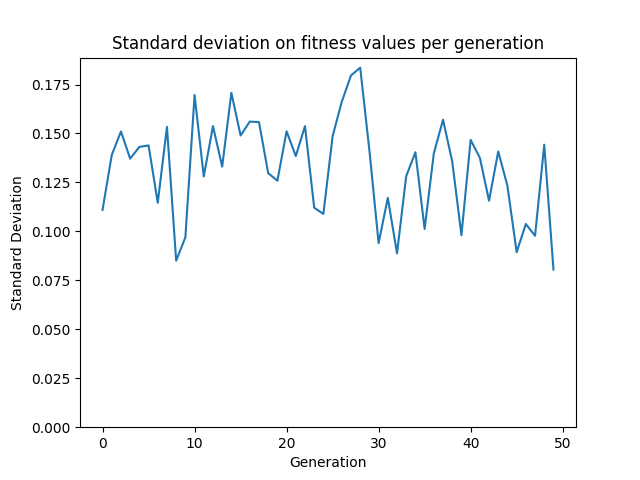 Standard deviation on fitness values per generation
0.175
0.150
0.125
0.100
0.075
0.050
0.025
0.000
Standard Deviation
0 10 20 30 40 50
Generation